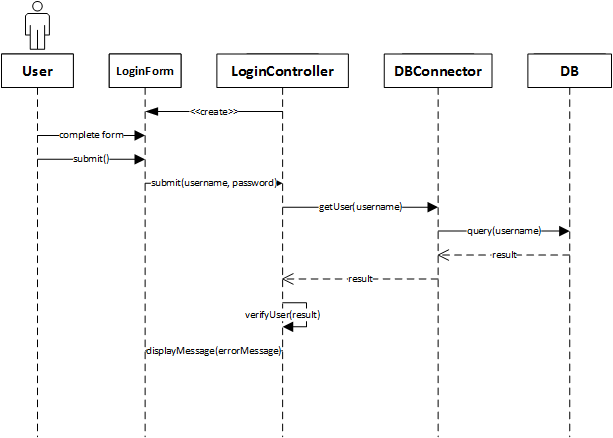 User
LoginForm
LoginController
DBConnector
DB
<<create>>
complete form
submit()
submit(username, password)
getUser(username)
query(username)
result
result
verifyUser(result)
displayMessage(errorMessage)